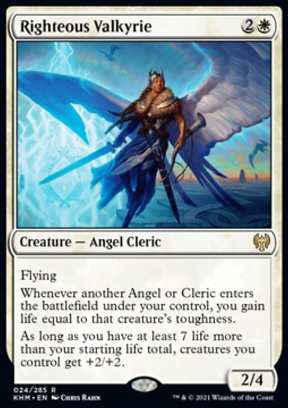 Righteous Valkyrie 2
Creature — Angel Cleric
Flying
Whenever another Angel or Cleric enters
the battlefield under your control, you gain
life equal to that creature's toughness.
As long as you have at least 7 life more
than your starting life total, creatures you
control get +2/+2.
2/4
024/285 R
KHM • EN Chris Rahn
™ & © 2021 Wizards of the Coast